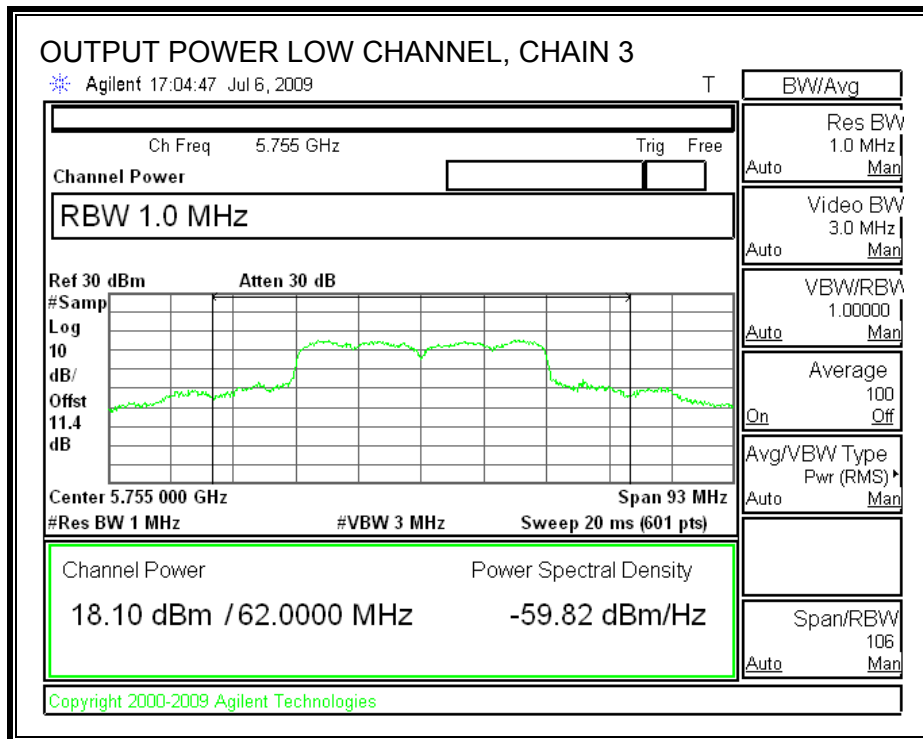 OUTPUT POWER LOW CHANNEL, CHAIN 3
Agilent 17:04:47 Jul 6, 2009 T
BW/Avg
Ch Freq 5.755 GHz Trig Free
Channel Power
RBW 1.0 MHz
Ref 30 dBm Atten 30 dB
#Samp
Log
10
dB/
Offst
11.4
dB
Center 5.755 000 GHz Span 93 MHz
#Res BW 1 MHz #VBW 3 MHz Sweep 20 ms (601 pts)
Channel Power Power Spectral Density
18.10 dBm / 62.0000 MHz -59.82 dBm/Hz
Copyright 2000-2009 Agilent Technologies
Res BW
1.0 MHz
Auto Man
Video BW
3.0 MHz
Auto Man
VBW/RBW
1.00000
Auto Man
Average
100
On Off
Avg/VBW Type
Pwr (RMS)
Auto Man
Span/RBW
106
Auto Man